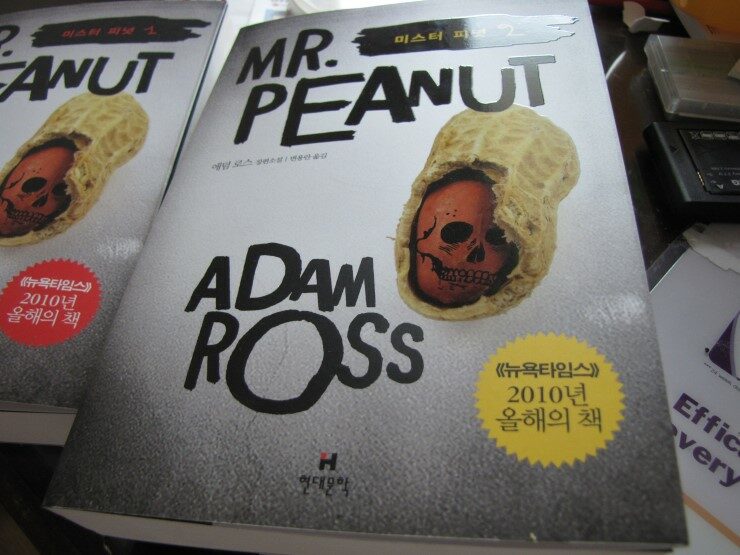 R.
EANUT
미스터 피넛 1
《뉴욕타임스》
2010년
올해의 책
미스터 피넛 2
MR.
PEANUT
애덤 로스 장편소설 | 변용란 옮김
ADAM
ROSS
《뉴욕타임스》
2010년
올해의 책
H
현대문학
Effic
very